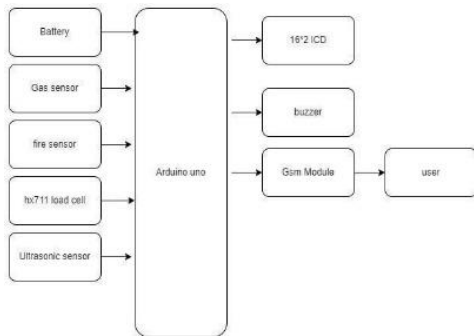 Battery
Gas sensor
fire sensor
hx711 load cell
Ultrasonic sensor
Arduino uno
16*2 lCD
buzzer
Gsm Module
user